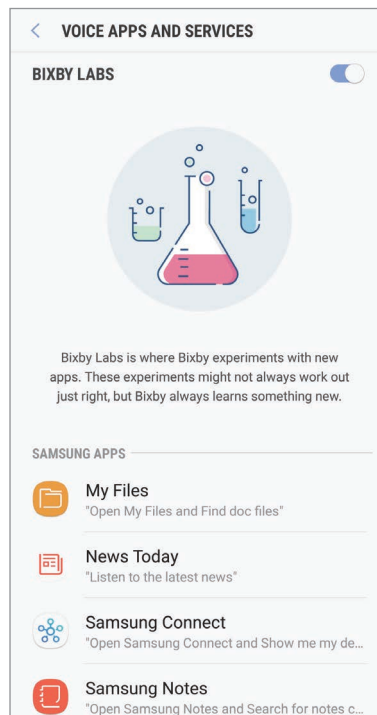 VOICE APPS AND SERVICES
BIXBY LABS
Bixby Labs is where Bixby experiments with new
apps. These experiments might not always work out
just right, but Bixby always learns something new.
SAMSUNG APPS
My Files
"Open My Files and Find doc files"
News Today
"Listen to the latest news"
Samsung Connect
"Open Samsung Connect and Show me my de...
Samsung Notes
"Open Samsung Notes and Search for notes c...